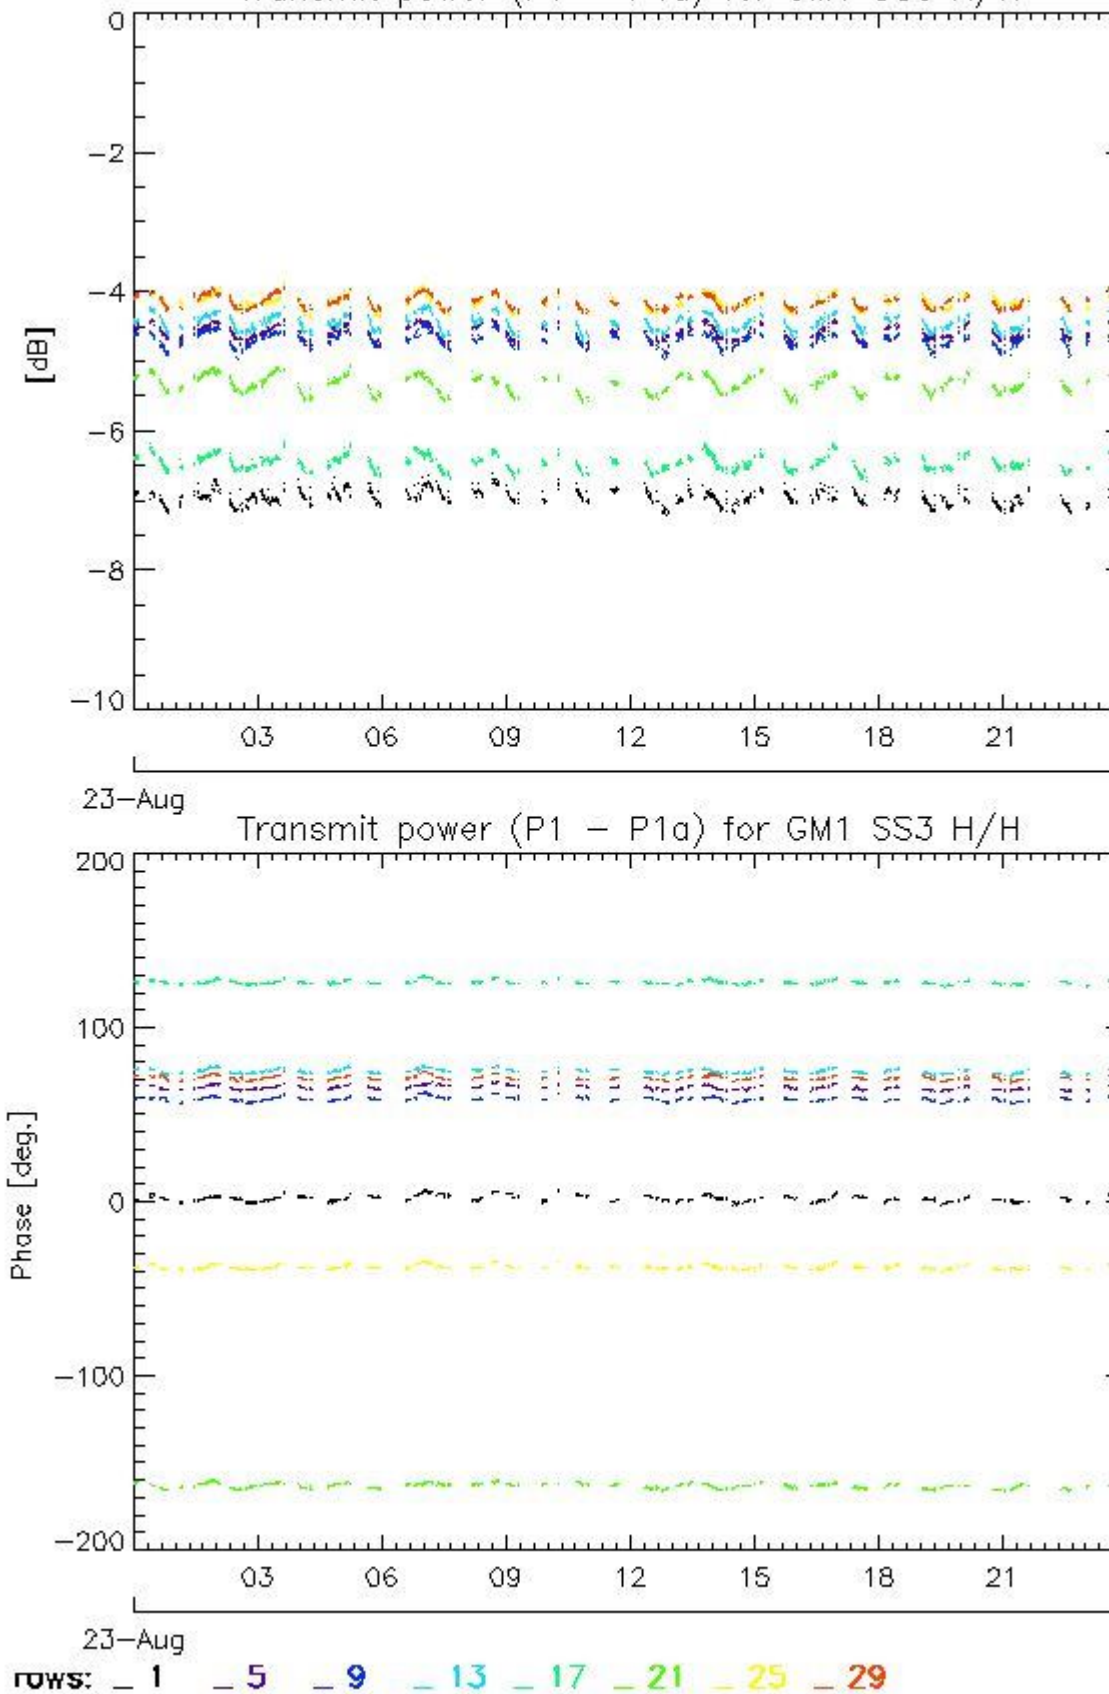 0
−2
−4
[dB]
−6
−8
−10
03 06 09 12 15 18 21
23−Aug
Transmit power (P1 − P1a) for GM1 SS3 H/H
200
100
Phase [deg.]
0
−100
−200
03 06 09 12 15 18 21
23−Aug
rows: _ 1 _ 5 _ 9 _ 13 _ 17 _ 21 _ 25 _ 29